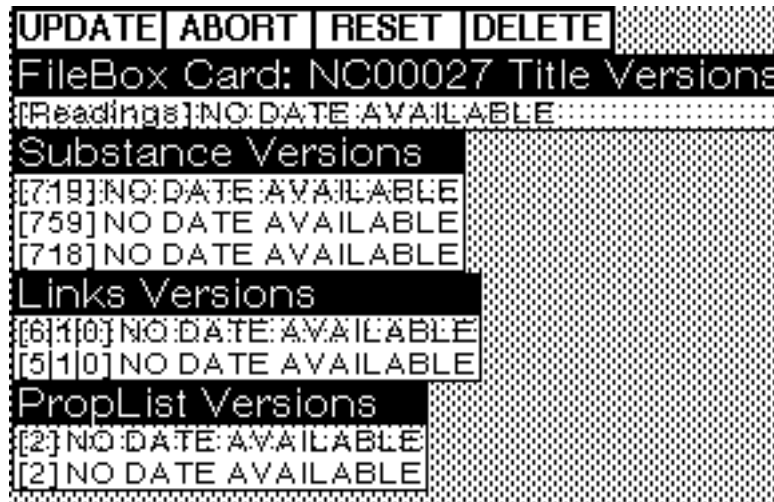 UPDATE ABORT RESET DELETE
FileBox Card: NC00027 Title Versions
[Readings] NO DATE AVAILABLE
Substance Versions
[719] NO DATE AVAILABLE
[759] NO DATE AVAILABLE
[718] NO DATE AVAILABLE
Links Versions
[6|1|0] NO DATE AVAILABLE
[5|1|0] NO DATE AVAILABLE
PropList Versions
[2] NO DATE AVAILABLE
[2] NO DATE AVAILABLE